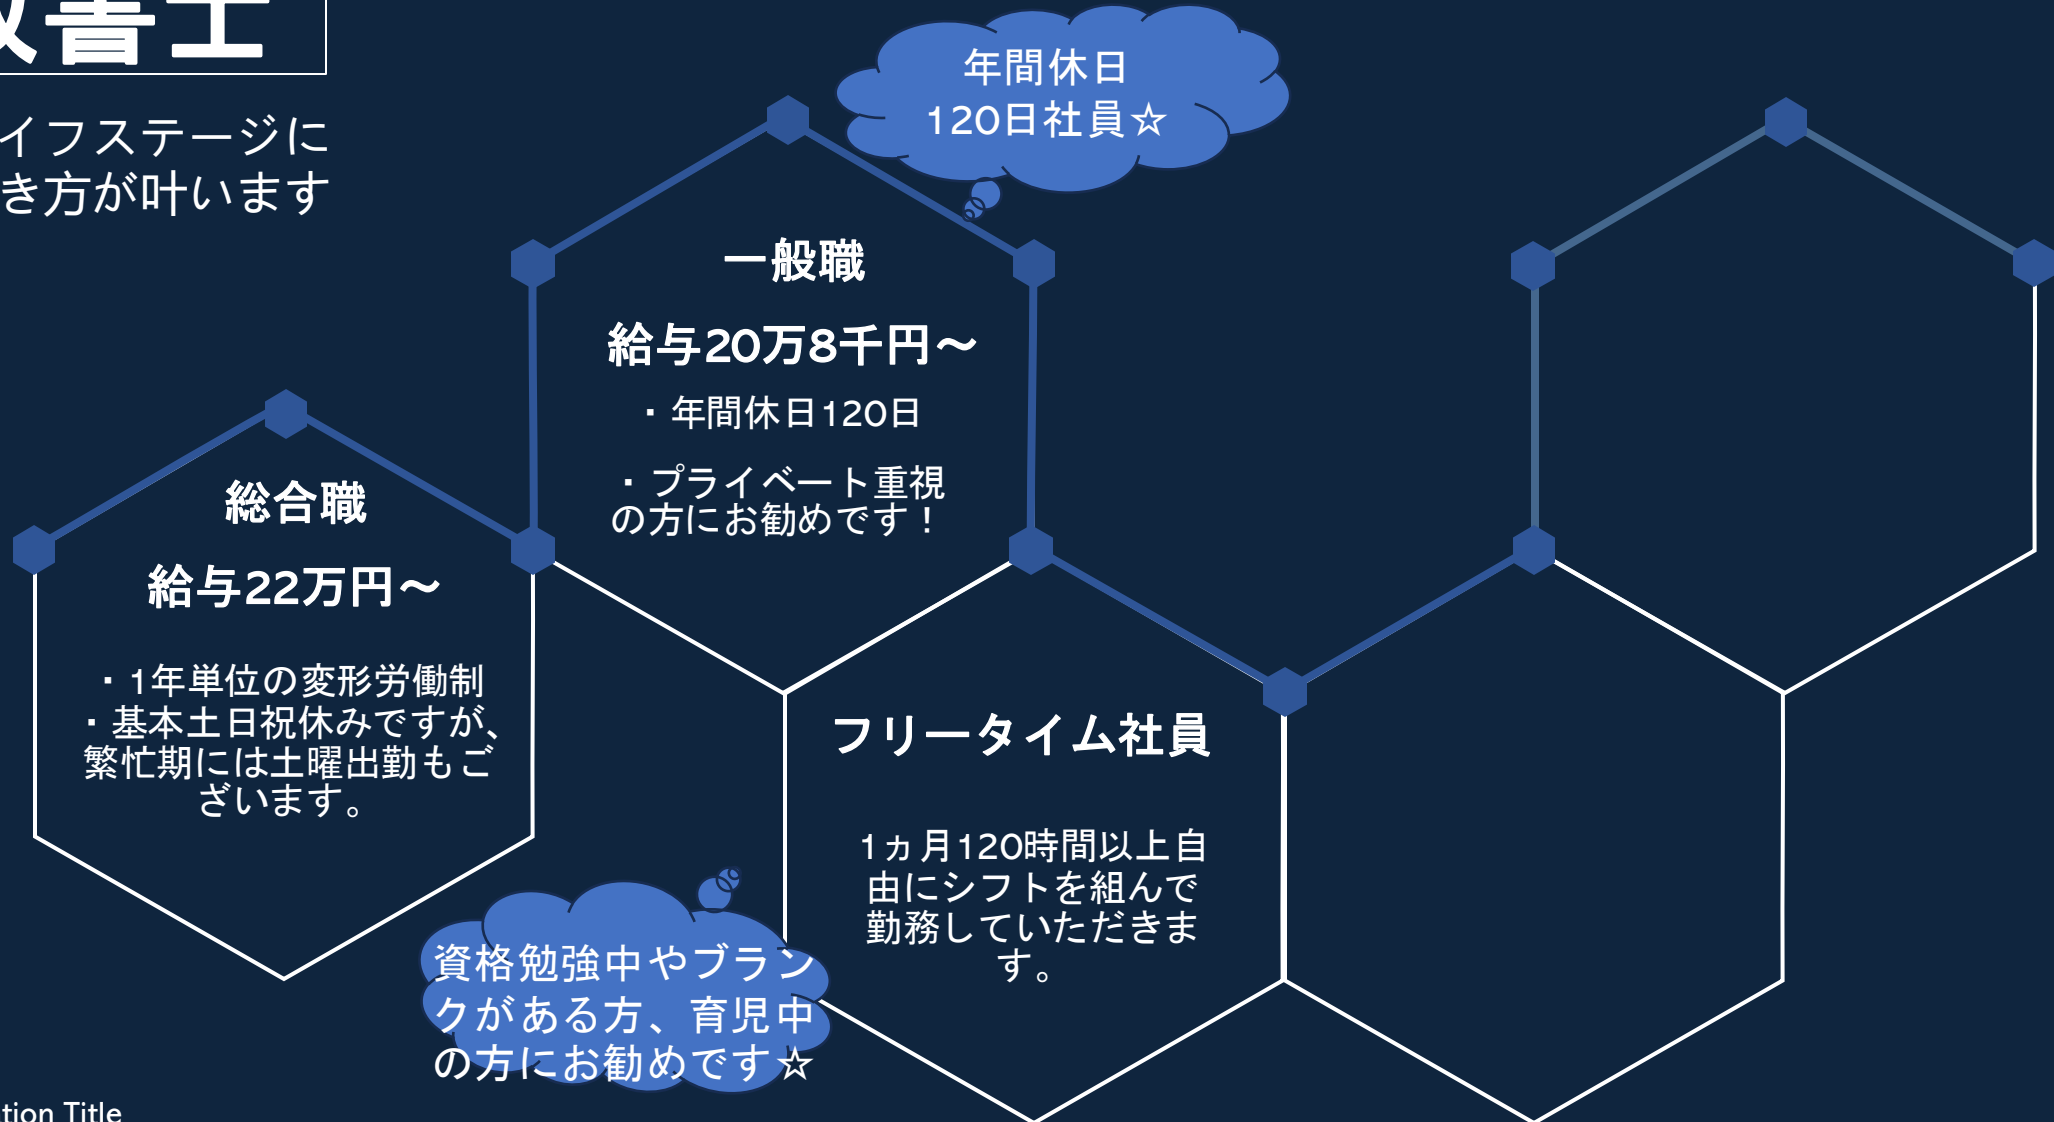 書士
イフステージに
き方が叶います
年間休日
120日社員☆
一般職
給与20万8千円～
・年間休日120日
・プライベート重視
の方にお勧めです！
総合職
給与22万円～
・1年単位の変形労働制
・基本土日祝休みですが、
繁忙期には土曜出勤もご
ざいます。
フリータイム社員
1ヵ月120時間以上自
由にシフトを組んで
勤務していただきま
す。
資格勉強中やブラン
クがある方、育児中
の方にお勧めです☆
tion Title